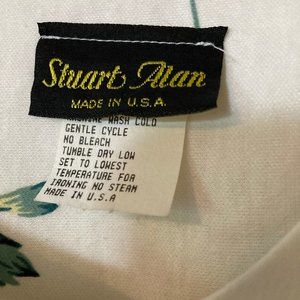 Stuart Alan
MADE IN U.S.A.
MACHINE WASH COLD
GENTLE CYCLE
NO BLEACH
TUMBLE DRY LOW
SET TO LOWEST
TEMPERATURE FOR
IRONING NO STEAM
MADE IN U.S.A